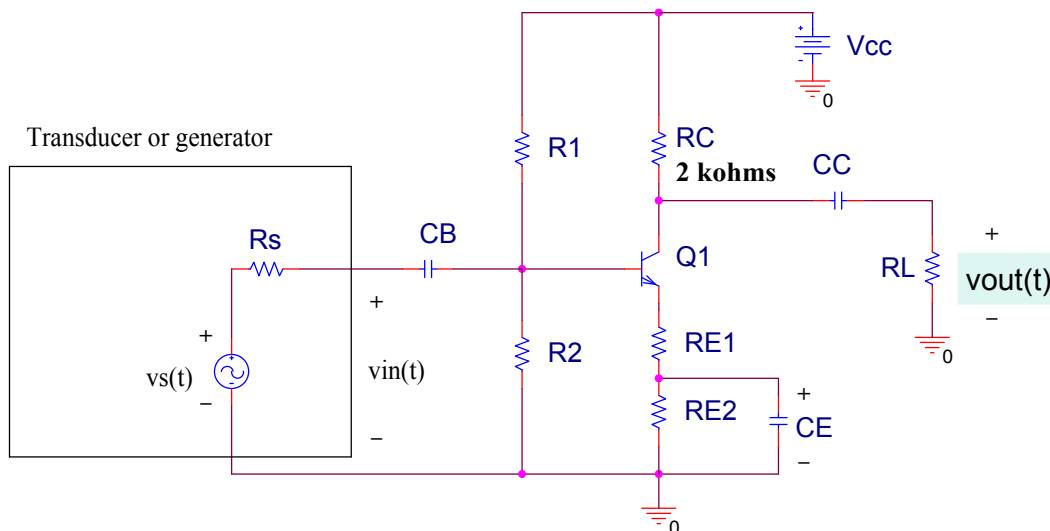 +
-
Vcc
0
Transducer or generator
R1
RC
2 kohms
CC
Rs
CB
Q1
+
RL
vout(t)
−
0
+
vs(t)
−
+
vin(t)
−
R2
RE1
RE2
+
CE
−
0